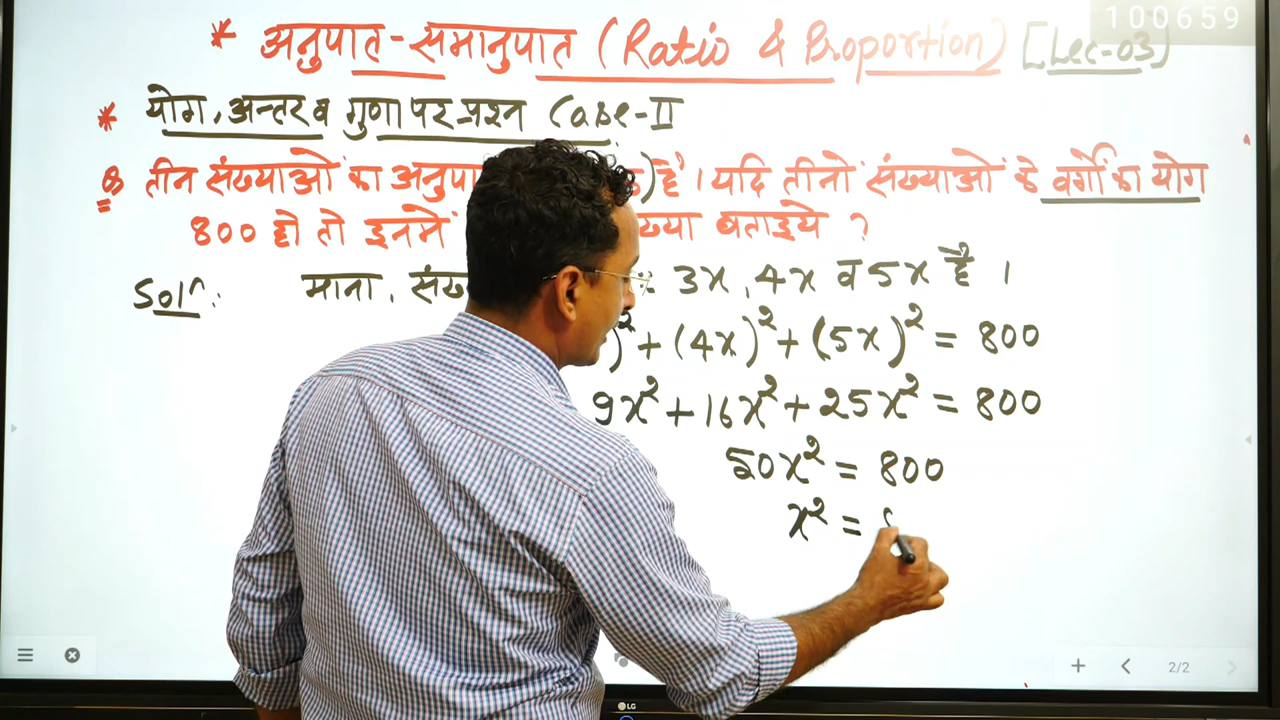 100659
* अनुपात-समानुपात (Ratio & Proportion) [Lec-03]
* योग, अन्तर व गुणा पर प्रश्न Case-II
Q तीन संख्याओं का अनुपा ) है । यदि तीनों संख्याओं के वर्गों का योग
800 हो तो इनमें ख्या बताइये ?
Solⁿ: माना, संख्य 3x, 4x व 5x है ।
)² + (4x)² + (5x)² = 800
9x² + 16x² + 25x² = 800
50x² = 800
x² =
2/2
LG